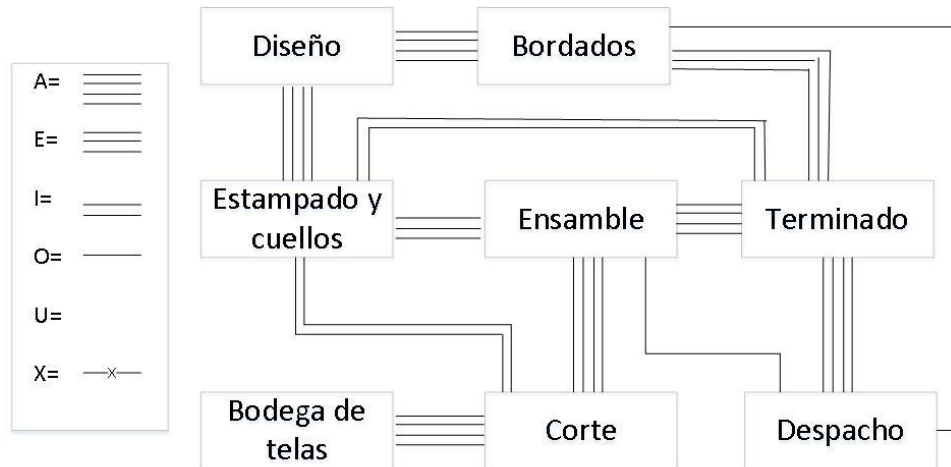 A=
E=
I=
O=
U=
X=
X
Diseño
Bordados
Estampado y
cuellos
Ensamble
Terminado
Bodega de
telas
Corte
Despacho